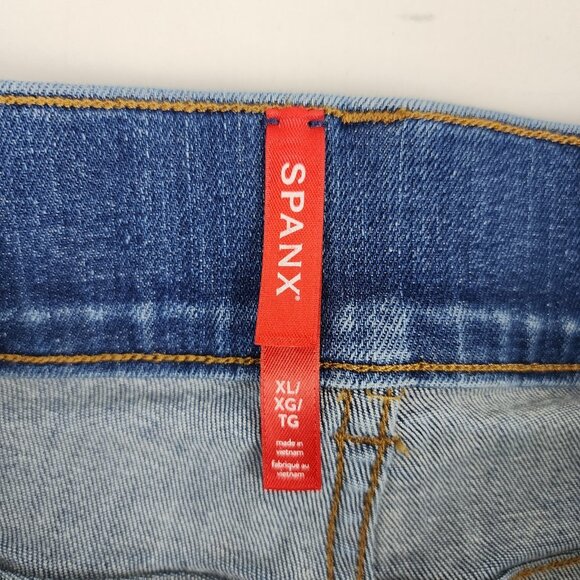 SPANX®
XL/
XG/
TG
made in
vietnam
fabriqué au
vietnam